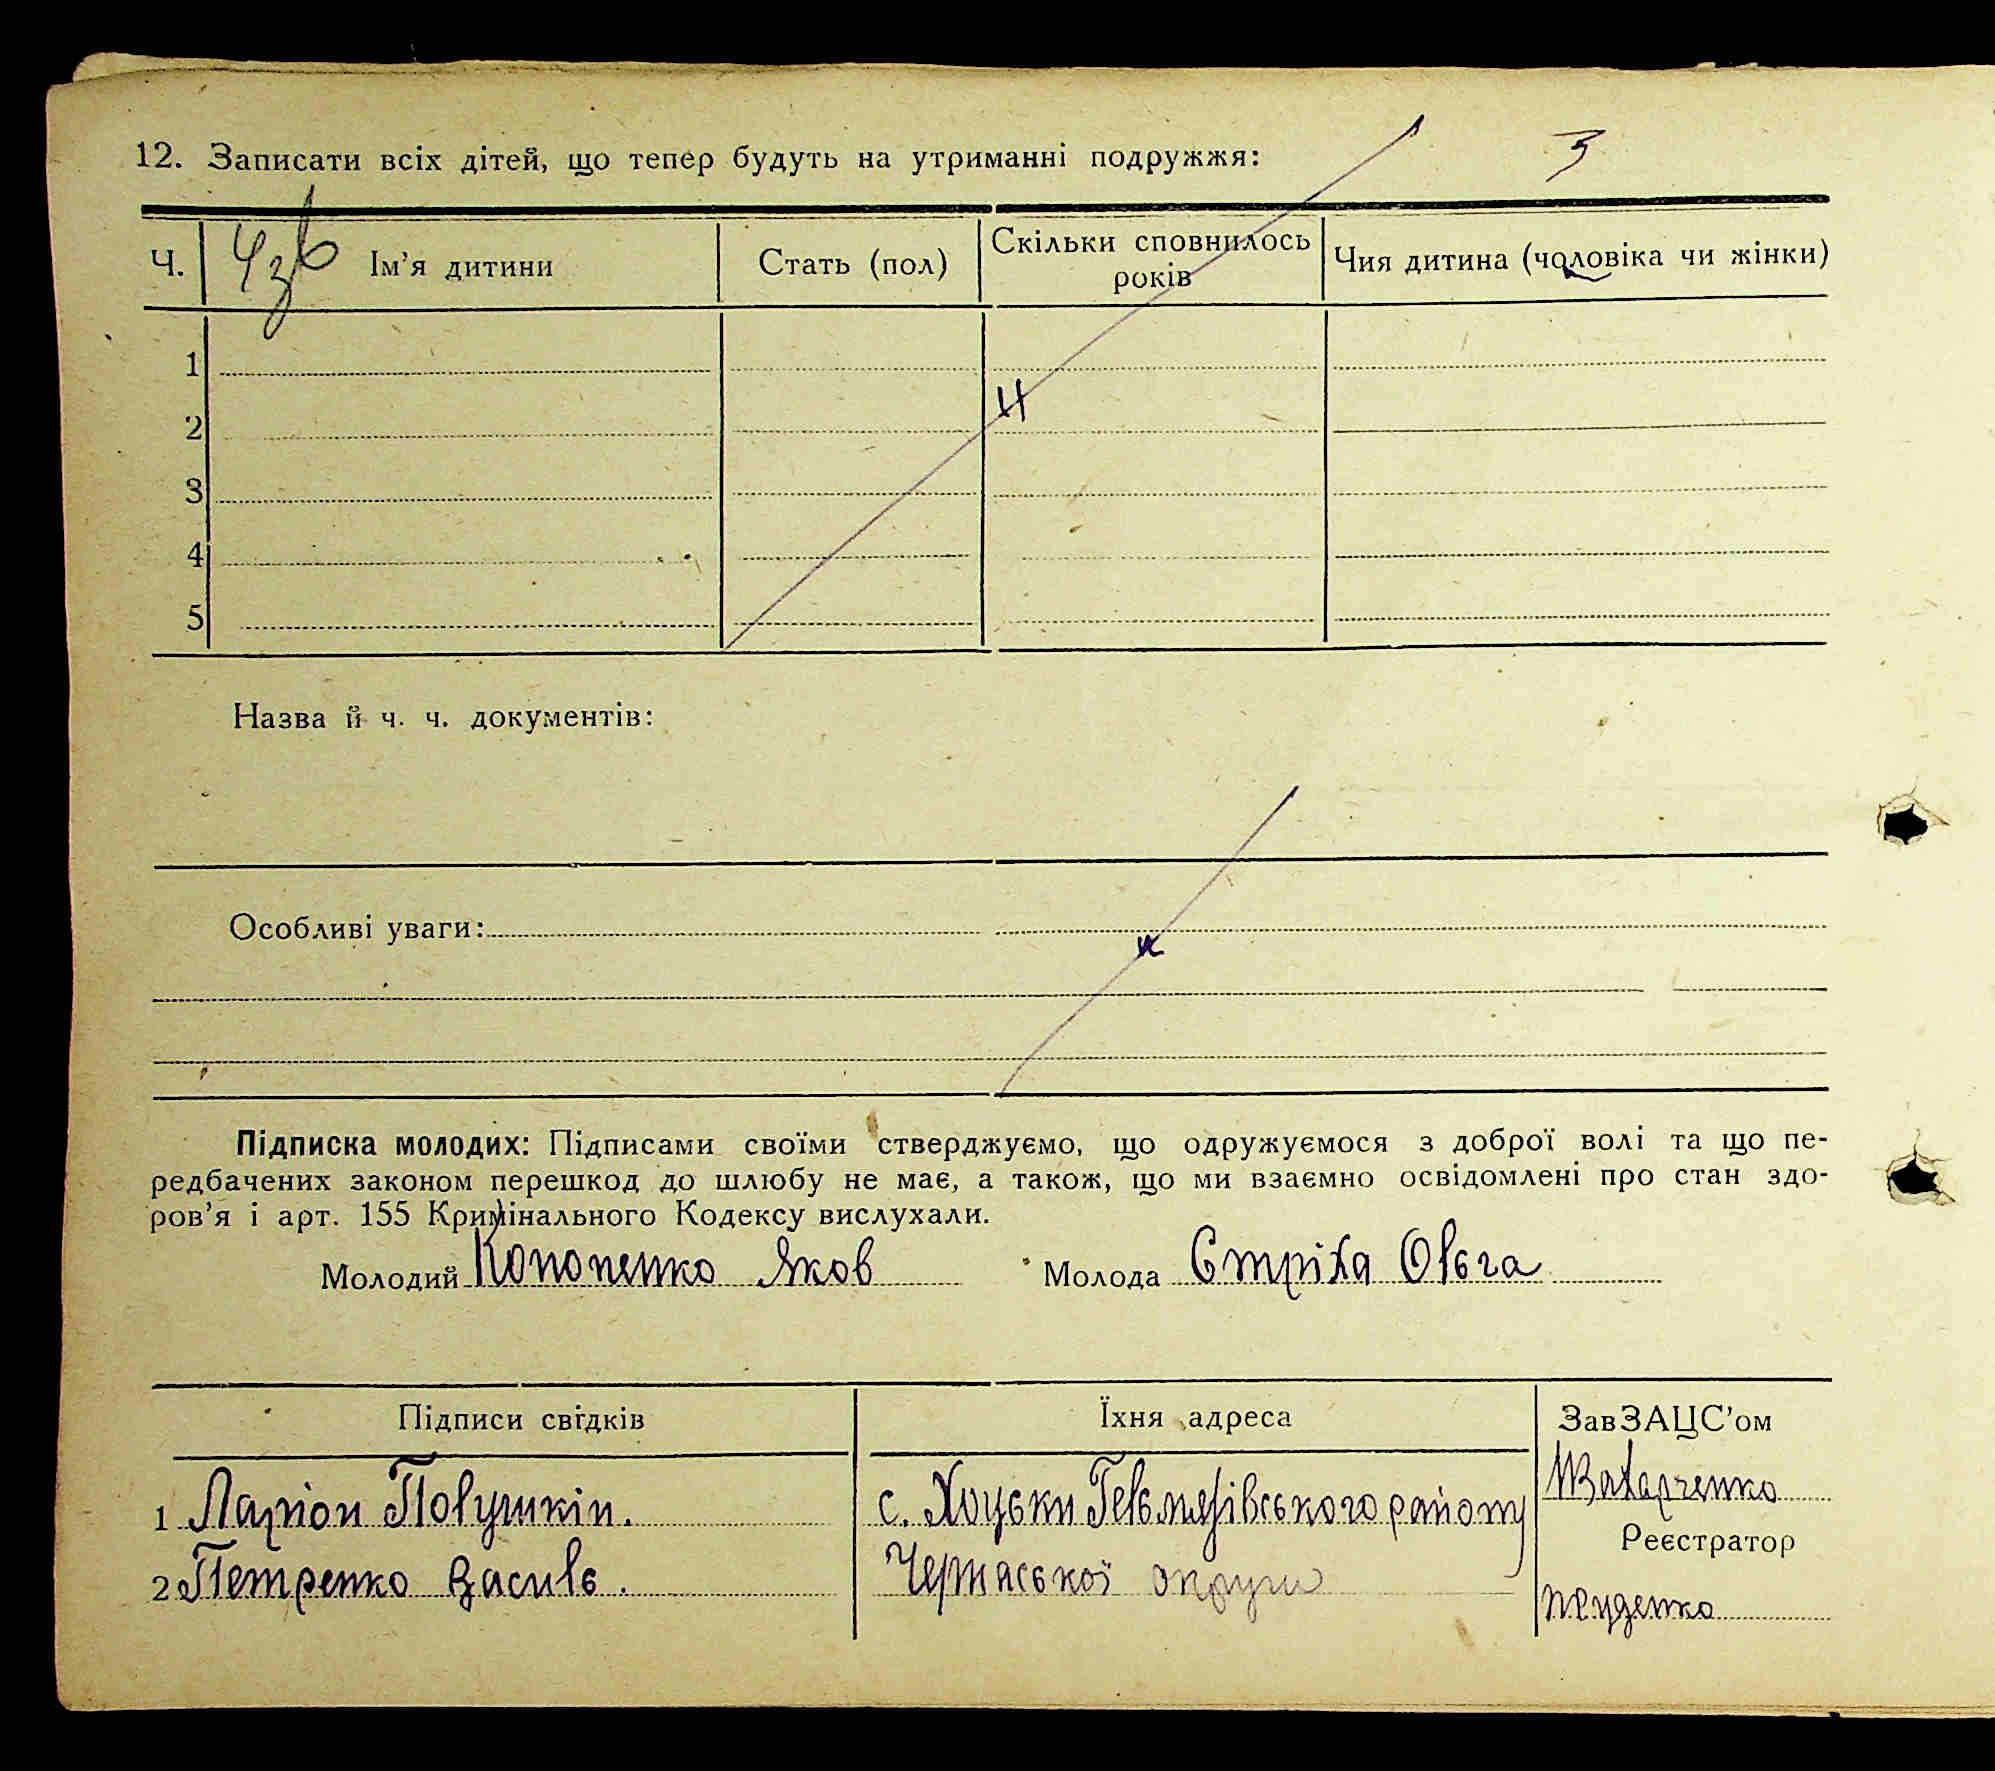 12. Записати всіх дітей, що тепер будуть на утриманні подружжя: 3
Ч. Ім'я дитини Стать (пол) Скільки сповнилось років Чия дитина (чоловіка чи жінки)
1
2
3
4
5
Назва й ч. ч. документів:
Особливі уваги:
Підписка молодих: Підписами своїми стверджуємо, що одружуємося з доброї волі та що пе-
редбачених законом перешкод до шлюбу не має, а також, що ми взаємно освідомлені про стан здо-
ров'я і арт. 155 Кримінального Кодексу вислухали.
Молодий Кононенко Яков Молода Стріха Ольга
Підписи свідків Їхня адреса ЗавЗАЦС'ом
1 Ларіон Полушкін. с. Хоцьки Гельмязівського району Захарченко
Реєстратор
2 Петренко Василь. Черкаської округи